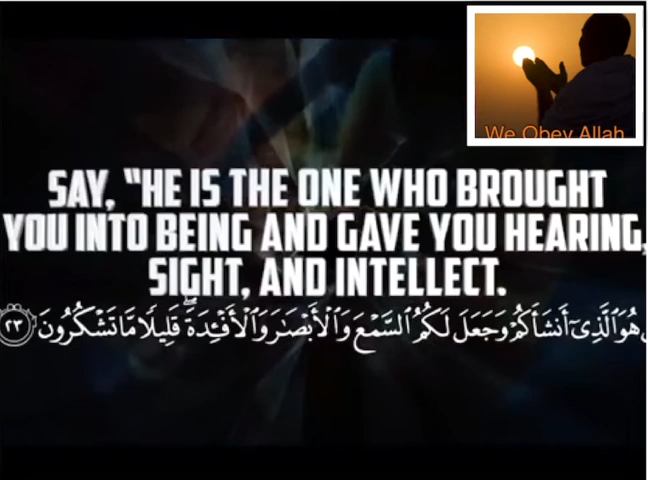 We Obey Allah
SAY, "HE IS THE ONE WHO BROUGHT
YOU INTO BEING AND GAVE YOU HEARING,
SIGHT, AND INTELLECT.
هُوَ ٱلَّذِىٓ أَنشَأَكُمْ وَجَعَلَ لَكُمُ ٱلسَّمْعَ وَٱلْأَبْصَـٰرَ وَٱلْأَفْـِٔدَةَ ۖ قَلِيلًا مَّا تَشْكُرُونَ ٢٣